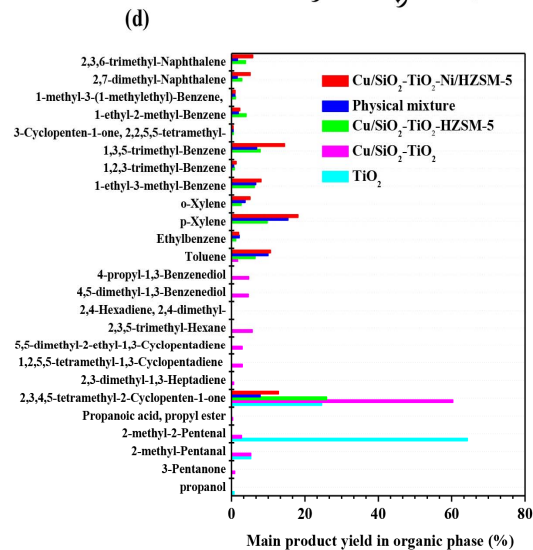 (d)
2,3,6-trimethyl-Naphthalene
2,7-dimethyl-Naphthalene
1-methyl-3-(1-methylethyl)-Benzene,
1-ethyl-2-methyl-Benzene
3-Cyclopenten-1-one, 2,2,5,5-tetramethyl-
1,3,5-trimethyl-Benzene
1,2,3-trimethyl-Benzene
1-ethyl-3-methyl-Benzene
o-Xylene
p-Xylene
Ethylbenzene
Toluene
4-propyl-1,3-Benzenediol
4,5-dimethyl-1,3-Benzenediol
2,4-Hexadiene, 2,4-dimethyl-
2,3,5-trimethyl-Hexane
5,5-dimethyl-2-ethyl-1,3-Cyclopentadiene
1,2,5,5-tetramethyl-1,3-Cyclopentadiene
2,3-dimethyl-1,3-Heptadiene
2,3,4,5-tetramethyl-2-Cyclopenten-1-one
Propanoic acid, propyl ester
2-methyl-2-Pentenal
2-methyl-Pentanal
3-Pentanone
propanol
Cu/SiO₂-TiO₂-Ni/HZSM-5
Physical mixture
Cu/SiO₂-TiO₂-HZSM-5
Cu/SiO₂-TiO₂
TiO₂
0 20 40 60 80
Main product yield in organic phase (%)